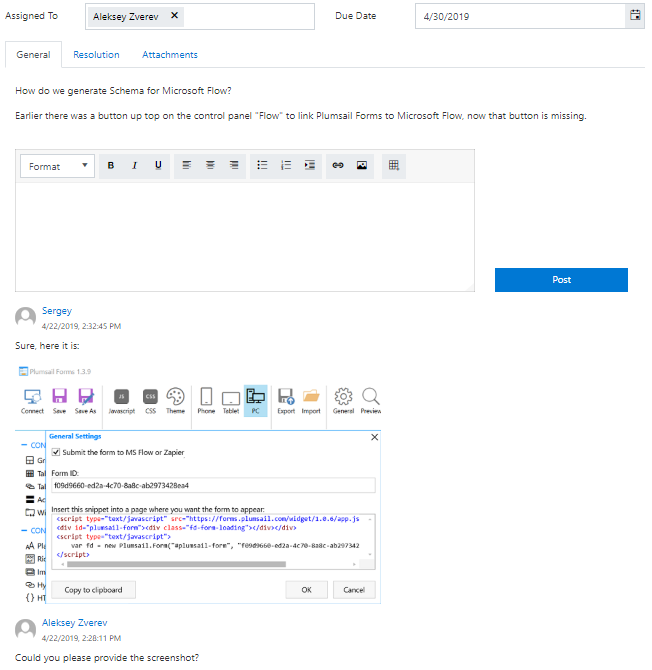 Assigned To
Aleksey Zverev ✕
Due Date
4/30/2019
General
Resolution
Attachments
How do we generate Schema for Microsoft Flow?
Earlier there was a button up top on the control panel "Flow" to link Plumsail Forms to Microsoft Flow, now that button is missing.
Format
B I U
Post
Sergey
4/22/2019, 2:32:45 PM
Sure, here it is:
Plumsail Forms 1.3.9
JS
CSS
Connect Save Save As Javascript CSS Theme Phone Tablet PC Export Import General Preview
General Settings
CON
Submit the form to MS Flow or Zapier
Gr
Tal
Form ID:
Tal
f09d9660-ed2a-4c70-8a8c-ab2973428ea4
Ac
Insert this snippet into a page where you want the form to appear:
W
<script type="text/javascript" src="https://forms.plumsail.com/widget/1.0.6/app.js
<div id="plumsail-form"><div class="fd-form-loading"></div></div>
CON
<script type="text/javascript">
Pl
var fd = new Plumsail.Form("#plumsail-form", "f09d9660-ed2a-4c70-8a8c-ab297342
Ric
</script>
Im
Hy
Copy to clipboard
OK
Cancel
{} HT
Aleksey Zverev
4/22/2019, 2:28:11 PM
Could you please provide the screenshot?